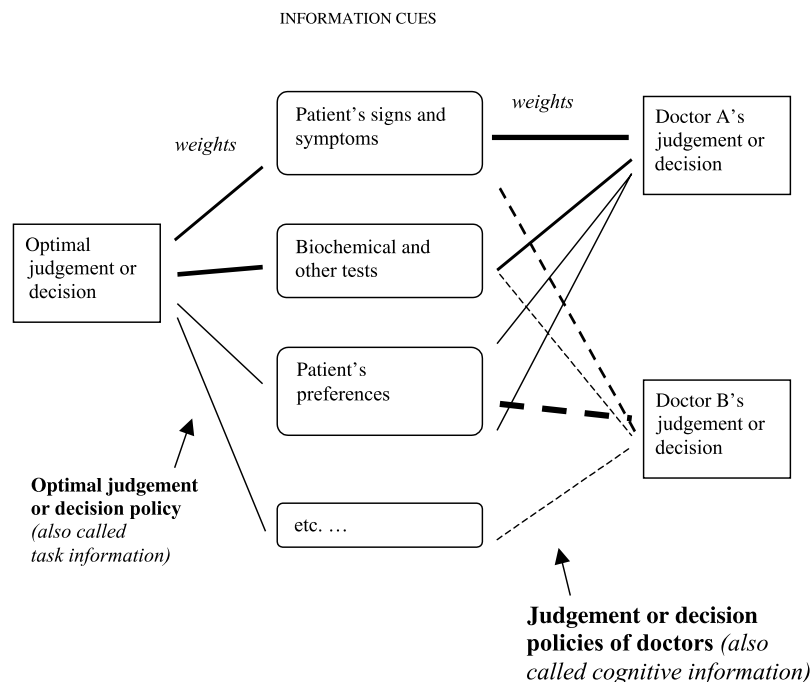 INFORMATION CUES
weights
Patient's signs and
symptoms
weights
Doctor A's
judgement or
decision
Optimal
judgement or
decision
Biochemical and
other tests
Patient's
preferences
Doctor B's
judgement or
decision
Optimal judgement
or decision policy
(also called
task information)
etc. …
Judgement or decision
policies of doctors (also
called cognitive information)